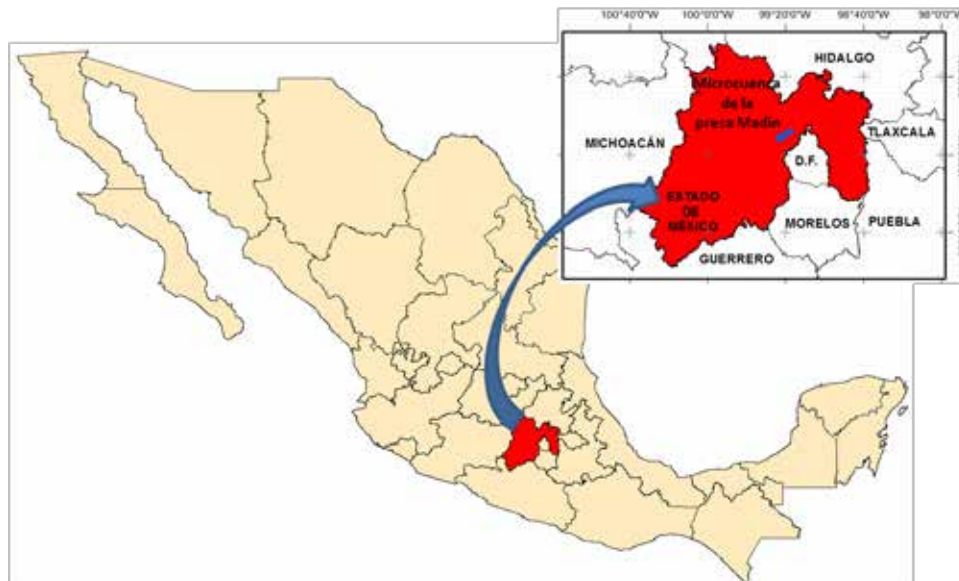 100°40'0"W 100°0'0"W 99°20'0"W 98°40'0"W 98°0'0"W
HIDALGO
Microcuenca
de la
presa Madín
MICHOACÁN
TLAXCALA
D.F.
ESTADO
DE
MÉXICO
MORELOS
PUEBLA
GUERRERO